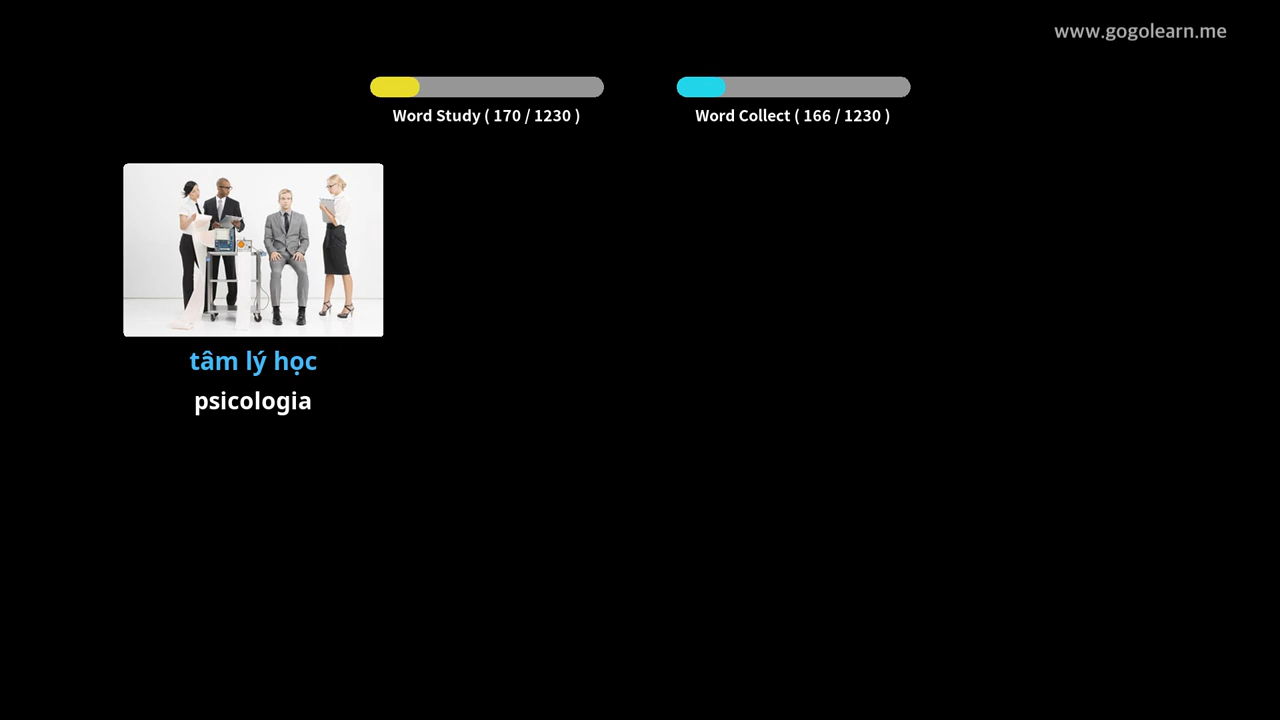 www.gogolearn.me
Word Study ( 170 / 1230 )
Word Collect ( 166 / 1230 )
tâm lý học
psicologia